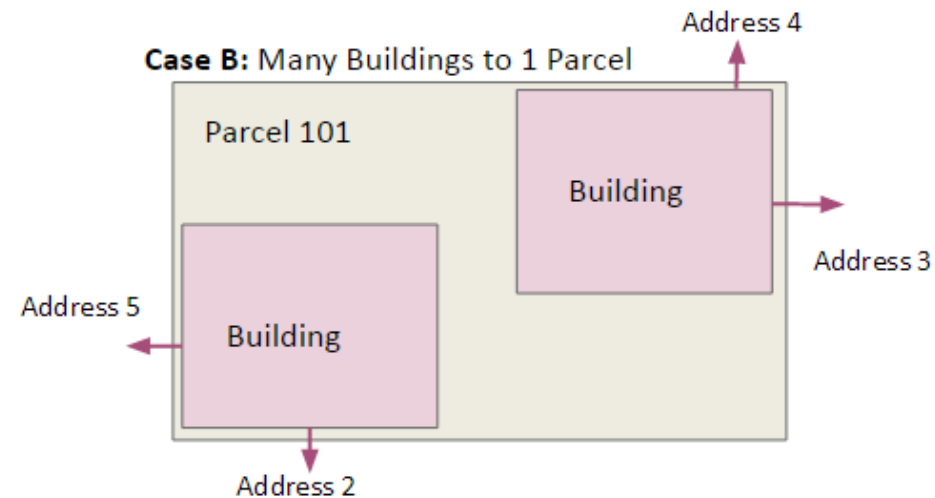 Address 4
Case B: Many Buildings to 1 Parcel
Parcel 101
Building
Address 3
Address 5
Building
Address 2